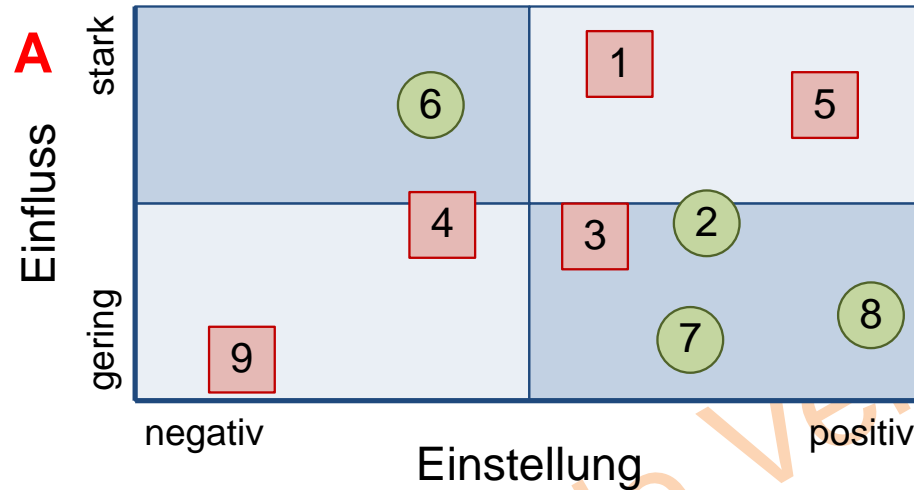 A
stark
Einfluss
gering
1
5
6
4
3
2
7
8
9
negativ
positiv
Einstellung